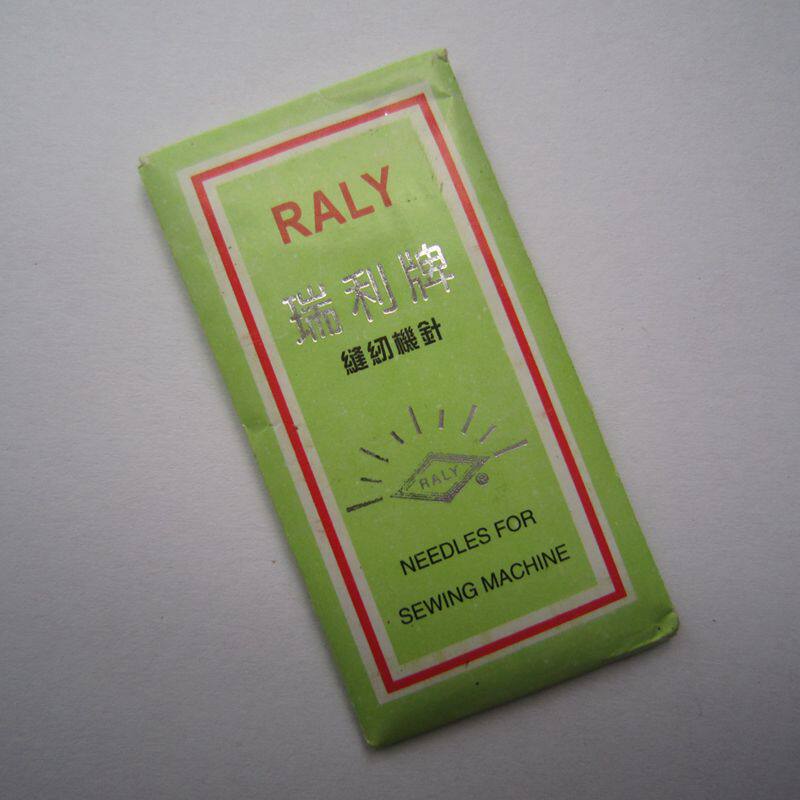 RALY
瑞利牌
縫紉機針
RALY
®
NEEDLES FOR
SEWING MACHINE